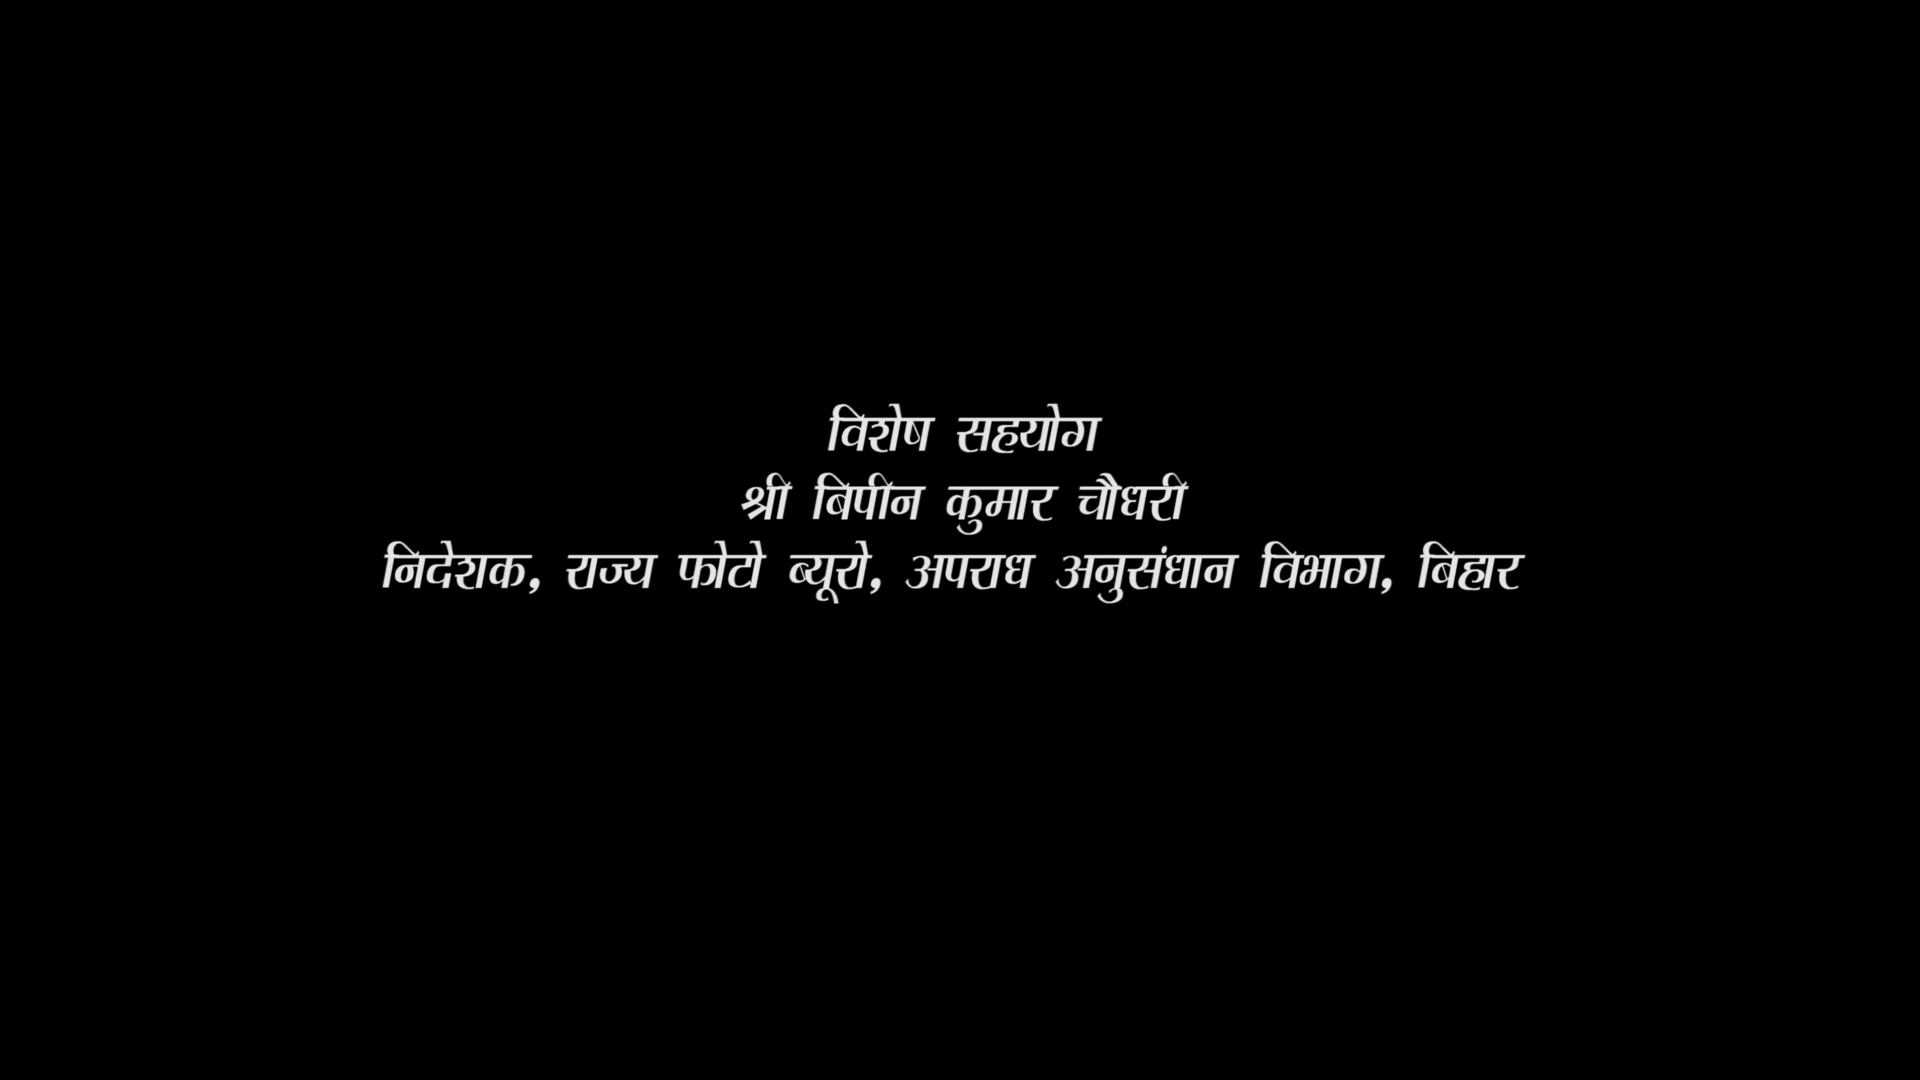 विशेष सहयोग
श्री बिपीन कुमार चौधरी
निदेशक, राज्य फोटो ब्यूरो, अपराध अनुसंधान विभाग, बिहार